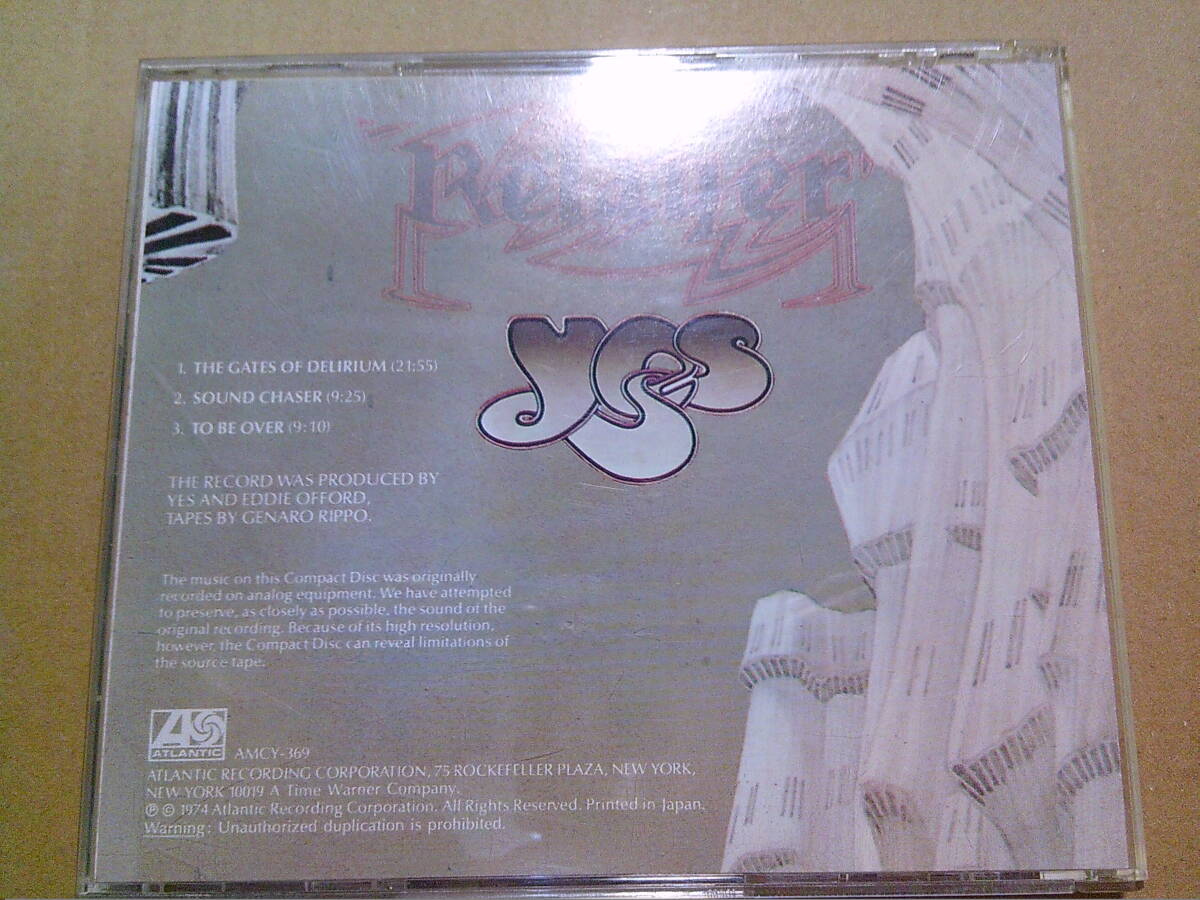 "Relayer"
yes
1. THE GATES OF DELIRIUM (21:55)
2. SOUND CHASER (9:25)
3. TO BE OVER (9:10)
THE RECORD WAS PRODUCED BY
YES AND EDDIE OFFORD,
TAPES BY GENARO RIPPO.
The music on this Compact Disc was originally
recorded on analog equipment. We have attempted
to preserve, as closely as possible, the sound of the
original recording. Because of its high resolution,
however, the Compact Disc can reveal limitations of
the source tape.
ATLANTIC AMCY-369
ATLANTIC RECORDING CORPORATION, 75 ROCKEFELLER PLAZA, NEW YORK,
NEW YORK 10019 A Time Warner Company.
℗ © 1974 Atlantic Recording Corporation. All Rights Reserved. Printed in Japan.
Warning: Unauthorized duplication is prohibited.